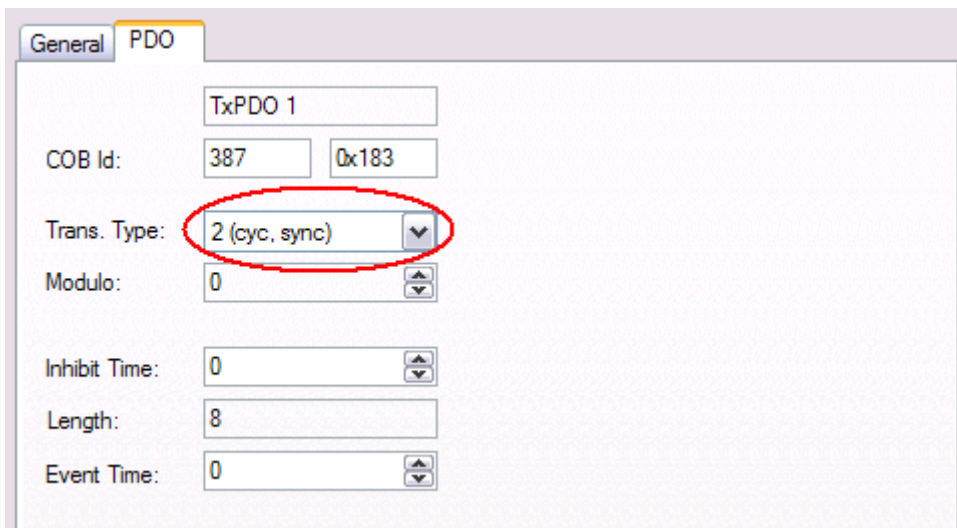 General PDO
TxPDO 1
COB Id: 387 0x183
Trans. Type: 2 (cyc, sync)
Modulo: 0
Inhibit Time: 0
Length: 8
Event Time: 0